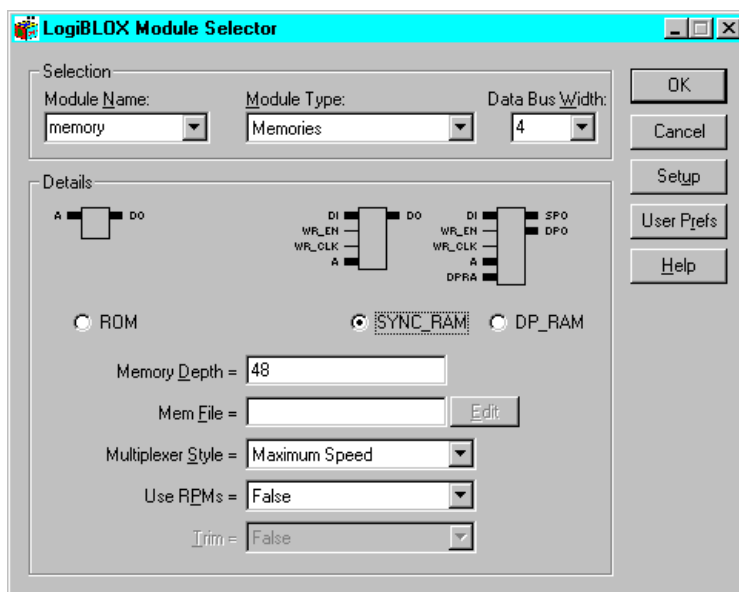 LogiBLOX Module Selector
Selection
Module Name:
Module Type:
Data Bus Width:
memory
Memories
4
OK
Cancel
Setup
User Prefs
Help
Details
A
DO
DI
WR_EN
WR_CLK
A
DO
DI
WR_EN
WR_CLK
A
DPRA
SPO
DPO
ROM
SYNC_RAM
DP_RAM
Memory Depth = 48
Mem File =
Edit
Multiplexer Style = Maximum Speed
Use RPMs = False
Trim = False